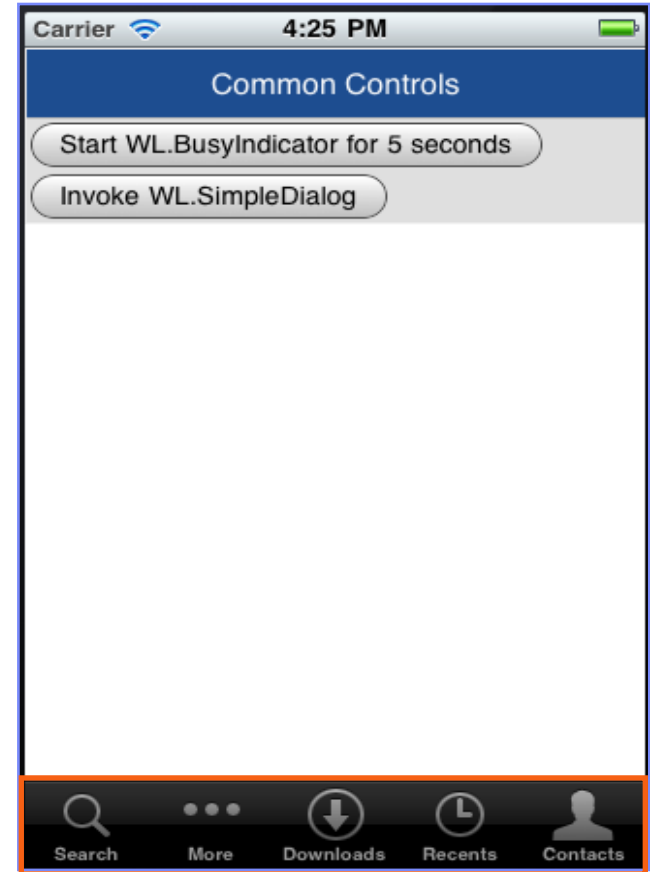 Carrier 4:25 PM
Common Controls
Start WL.BusyIndicator for 5 seconds
Invoke WL.SimpleDialog
Search More Downloads Recents Contacts